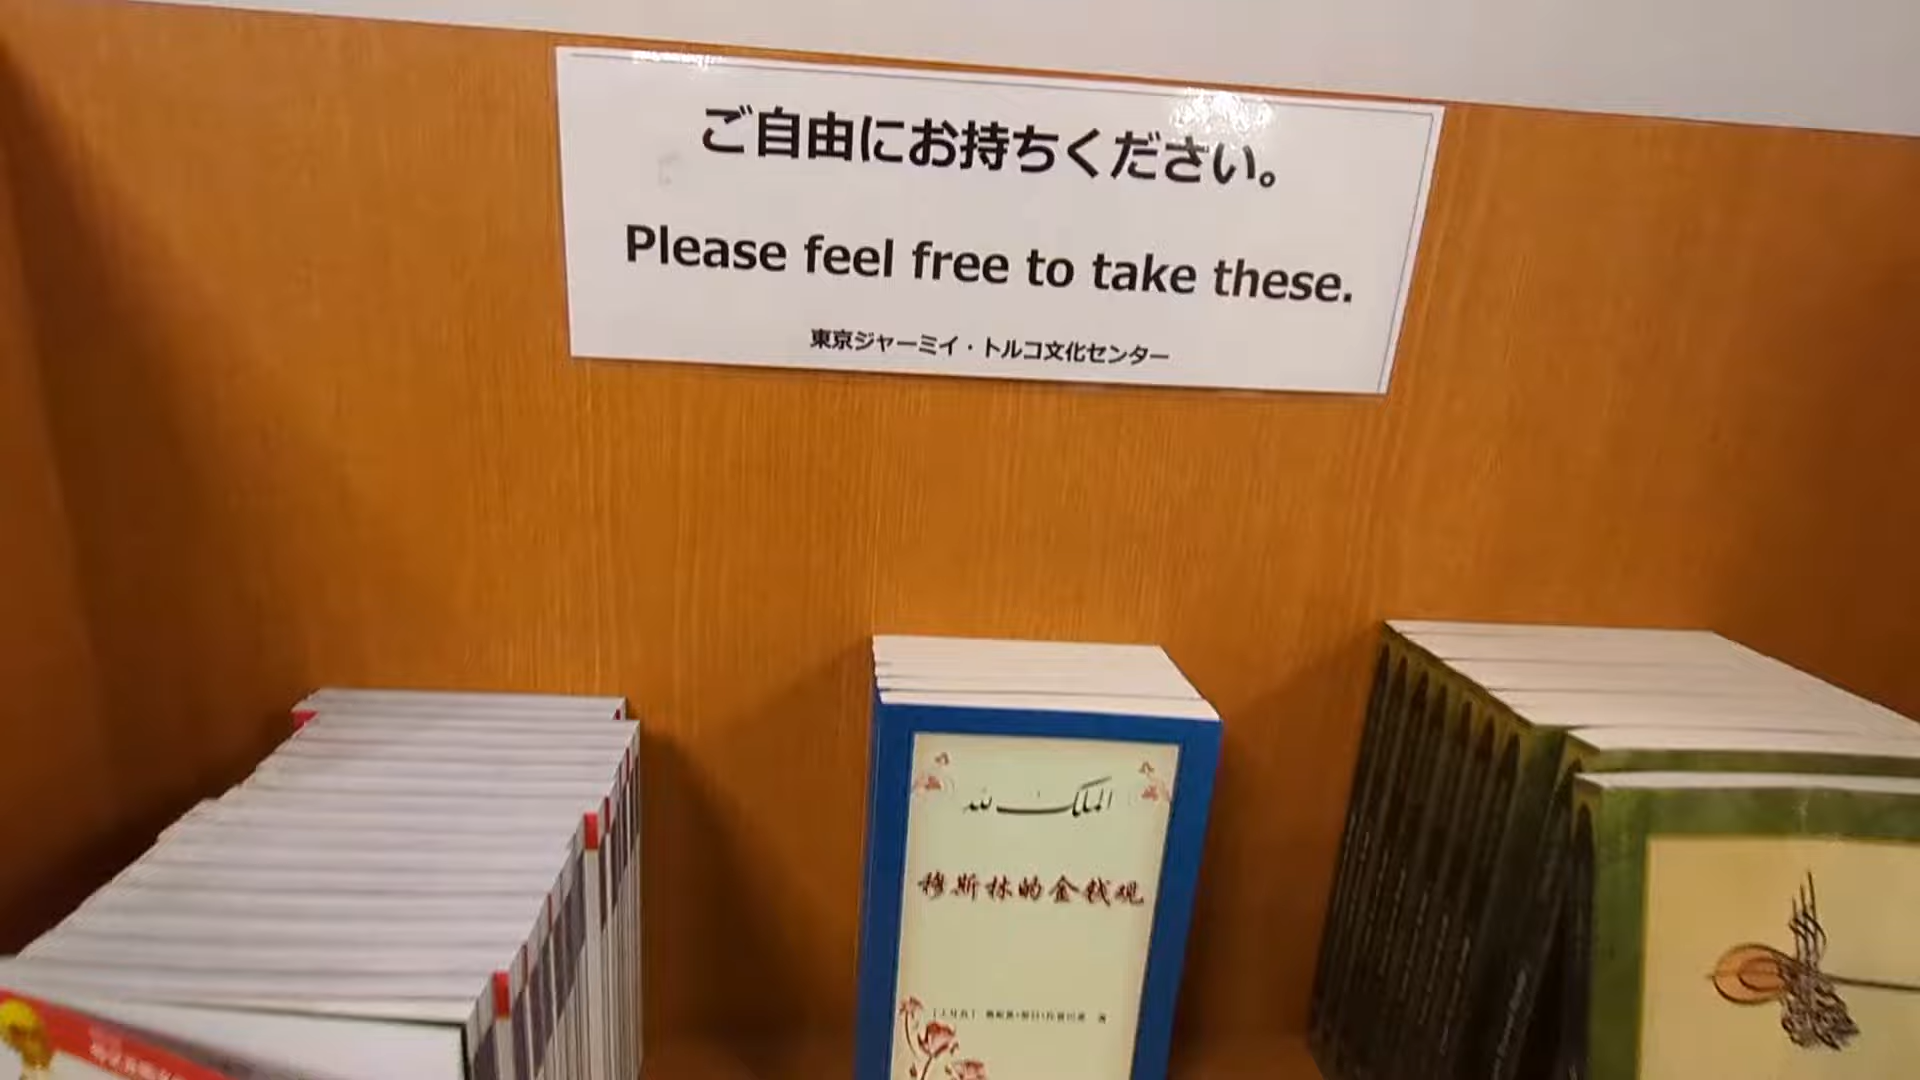 ご自由にお持ちください。
Please feel free to take these.
東京ジャーミイ・トルコ文化センター
الملك لله
穆斯林的金钱观